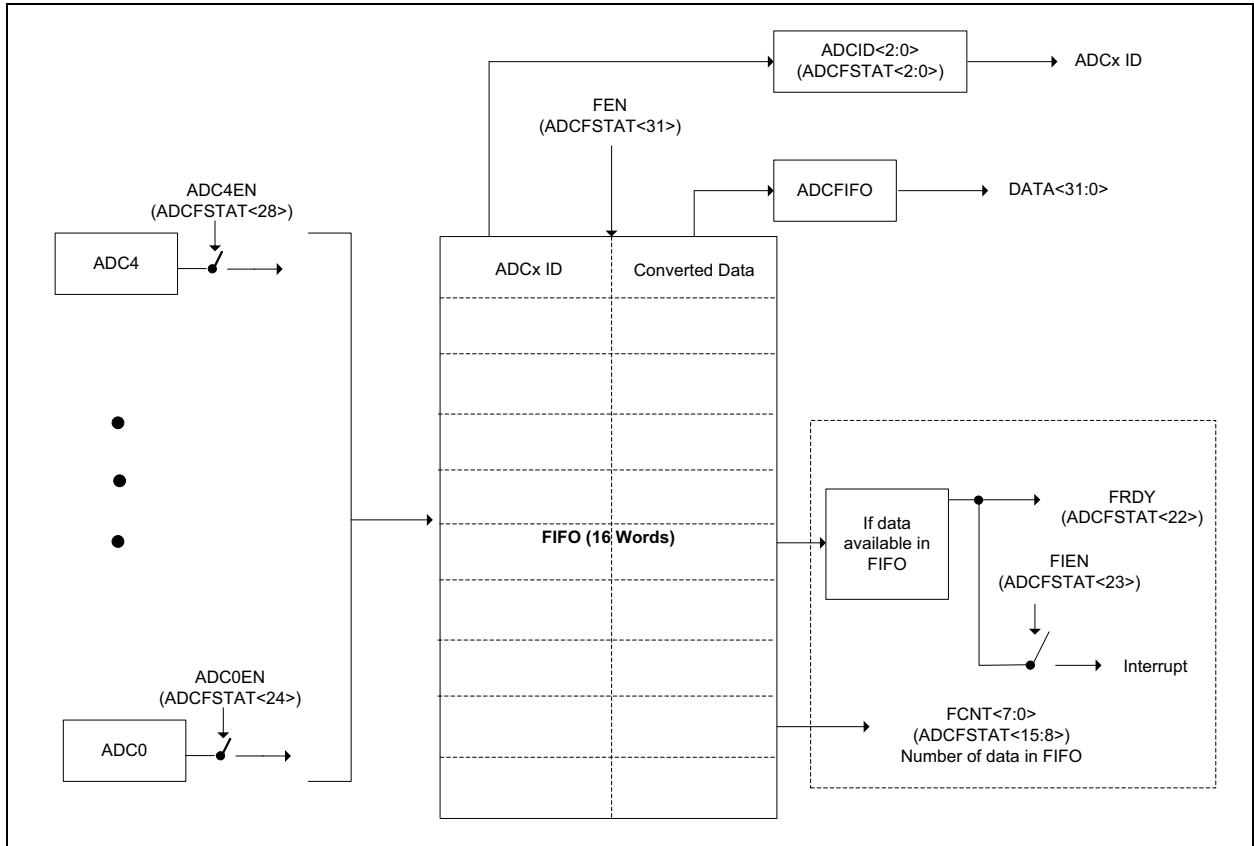 ADCID<2:0>
(ADCFSTAT<2:0>)
ADCx ID
FEN
(ADCFSTAT<31>)
ADCFIFO
DATA<31:0>
ADC4EN
(ADCFSTAT<28>)
ADC4
ADCx ID
Converted Data
FIFO (16 Words)
If data
available in
FIFO
FRDY
(ADCFSTAT<22>)
FIEN
(ADCFSTAT<23>)
Interrupt
ADC0EN
(ADCFSTAT<24>)
ADC0
FCNT<7:0>
(ADCFSTAT<15:8>)
Number of data in FIFO